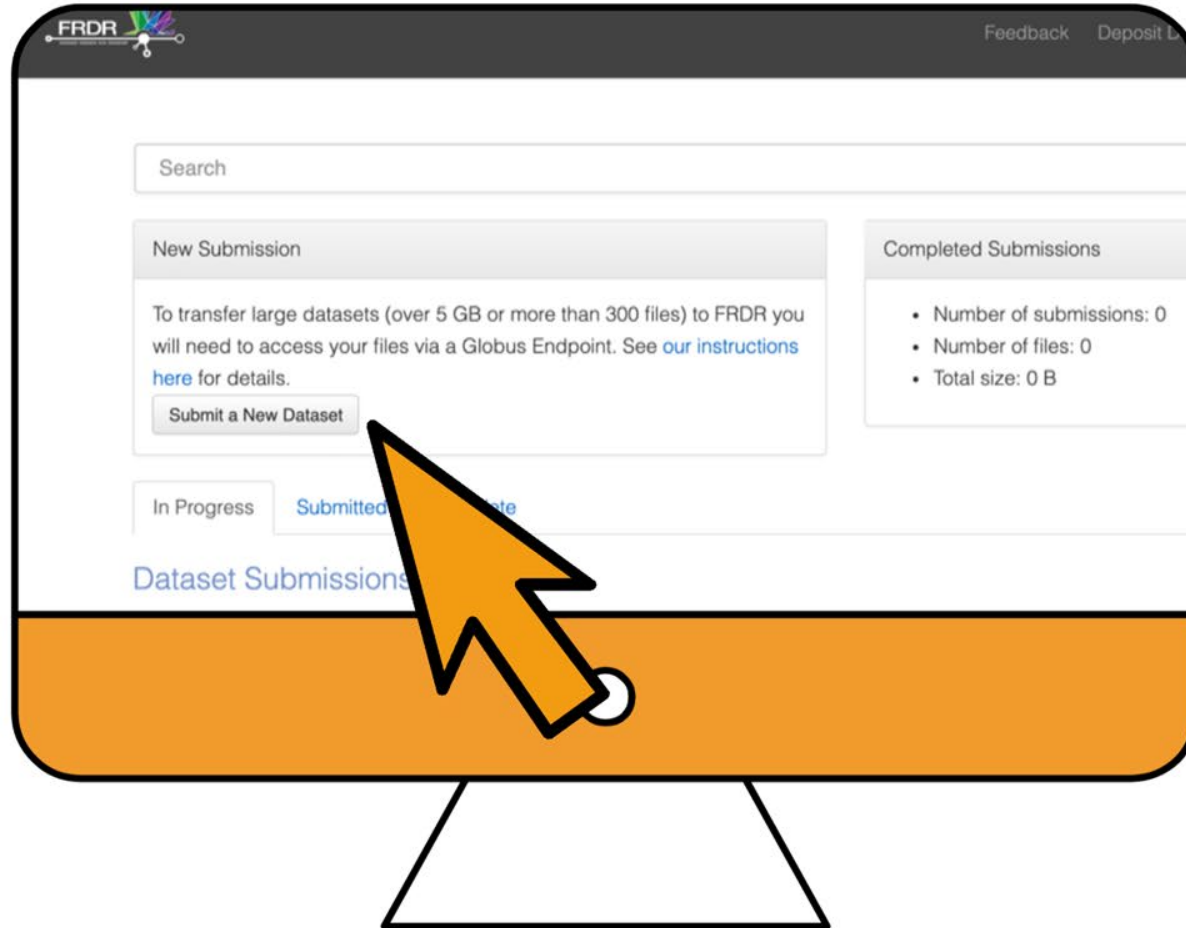 FRDR
Feedback Deposit
Search
New Submission
To transfer large datasets (over 5 GB or more than 300 files) to FRDR you
will need to access your files via a Globus Endpoint. See our instructions
here for details.
Submit a New Dataset
Completed Submissions
• Number of submissions: 0
• Number of files: 0
• Total size: 0 B
In Progress Submitted
Dataset Submissions